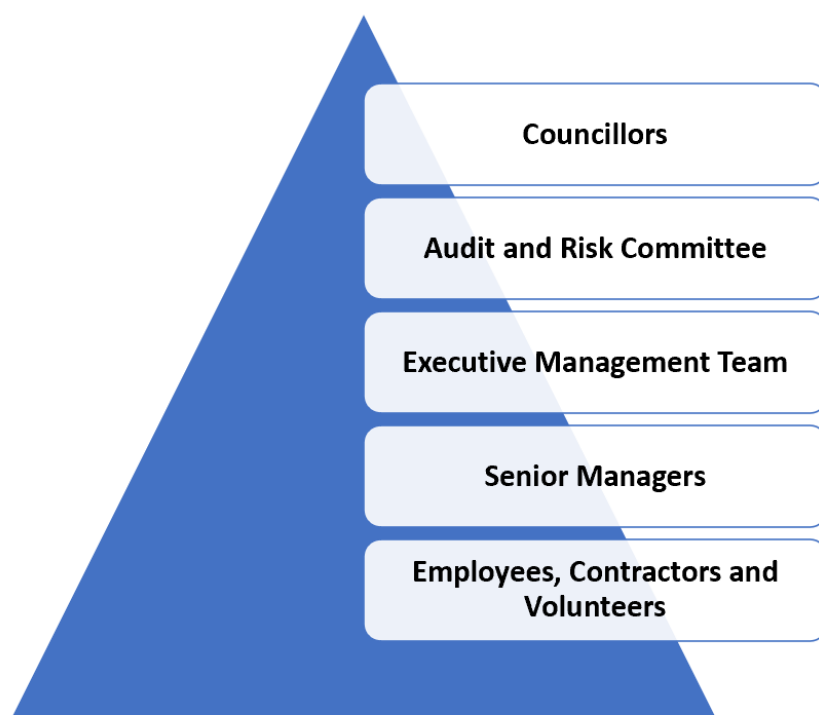 Councillors
Audit and Risk Committee
Executive Management Team
Senior Managers
Employees, Contractors and
Volunteers